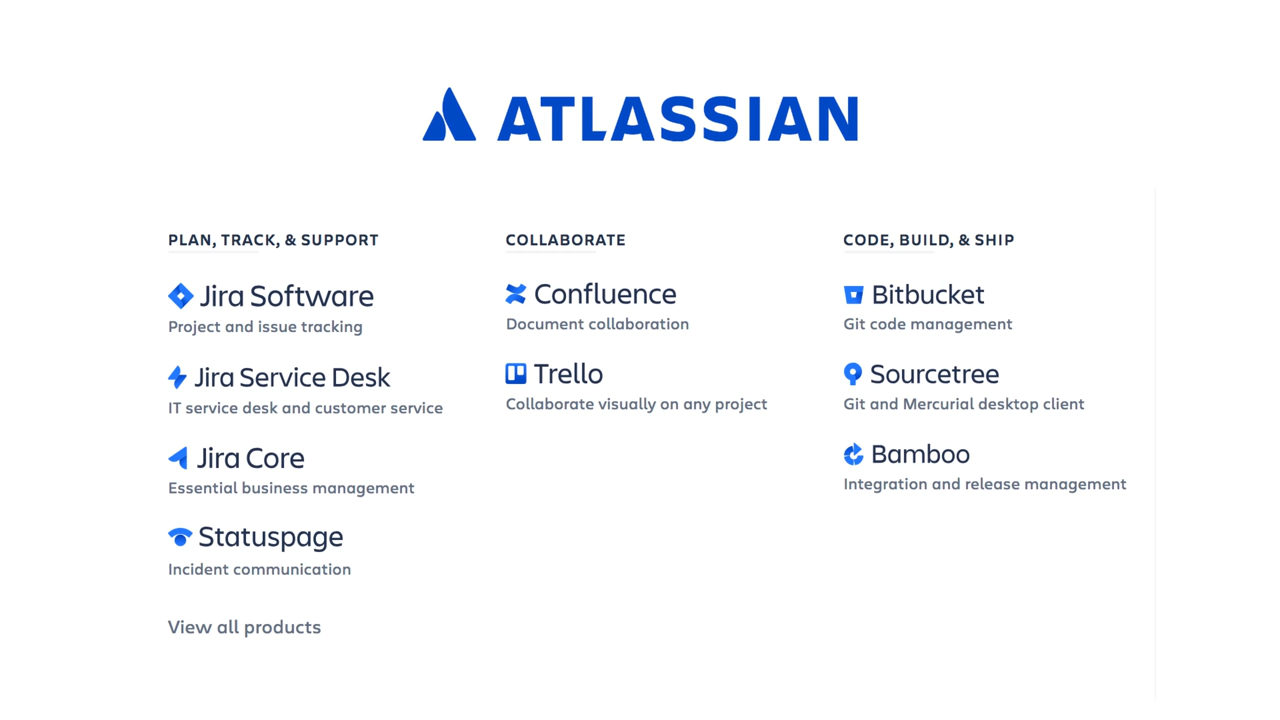 ATLASSIAN
PLAN, TRACK, & SUPPORT
Jira Software
Project and issue tracking
Jira Service Desk
IT service desk and customer service
Jira Core
Essential business management
Statuspage
Incident communication
View all products
COLLABORATE
Confluence
Document collaboration
Trello
Collaborate visually on any project
CODE, BUILD, & SHIP
Bitbucket
Git code management
Sourcetree
Git and Mercurial desktop client
Bamboo
Integration and release management